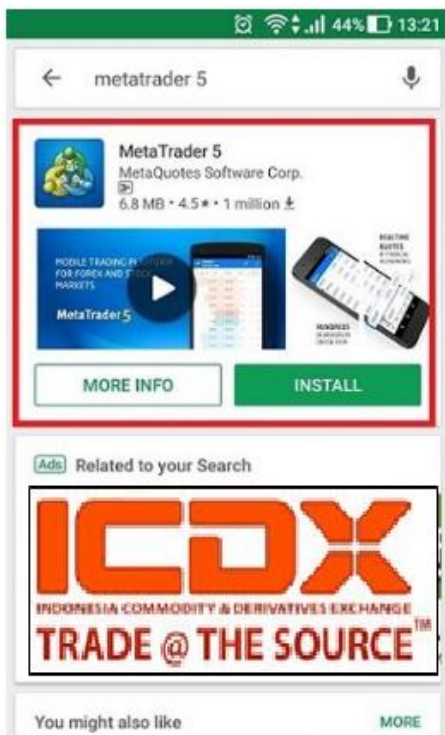 44% 13:21
metatrader 5
MetaTrader 5
MetaQuotes Software Corp.
3+
6.8 MB • 4.5★ • 1 million
MOBILE TRADING PLATFORM
FOR FOREX AND STOCK
MARKETS
MetaTrader 5
REALTIME
QUOTES
HUNDREDS
MORE INFO
INSTALL
Ads Related to your Search
ICDX
INDONESIA COMMODITY & DERIVATIVES EXCHANGE
TRADE @ THE SOURCE™
You might also like
MORE